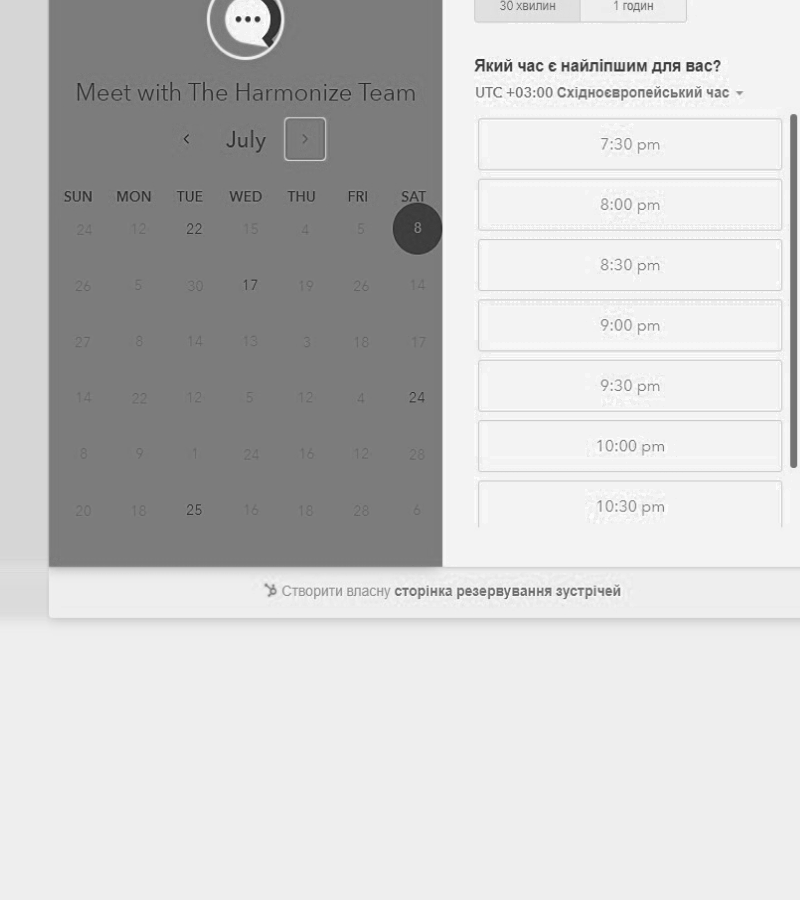 30 хвилин 1 годин
Який час є найліпшим для вас?
UTC +03:00 Східноєвропейський час
Meet with The Harmonize Team
July
SUN MON TUE WED THU FRI SAT
24 12 22 15 4 5 8
26 5 30 17 19 26 14
27 8 14 13 3 18 17
14 22 12 5 12 4 24
8 9 1 24 16 12 28
20 18 25 16 18 28 6
7:30 pm
8:00 pm
8:30 pm
9:00 pm
9:30 pm
10:00 pm
10:30 pm
Створити власну сторінка резервування зустрічей